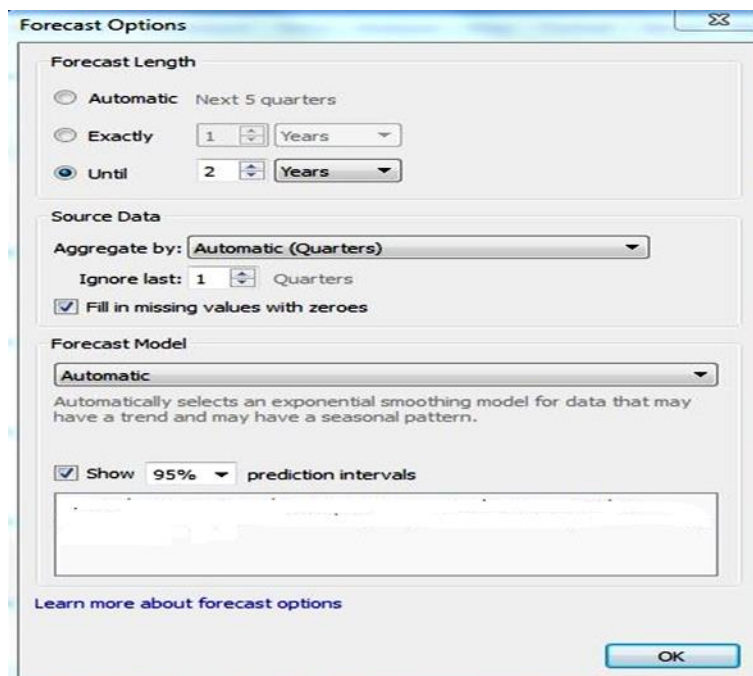 Forecast Options
Forecast Length
Automatic Next 5 quarters
Exactly 1 Years
Until 2 Years
Source Data
Aggregate by: Automatic (Quarters)
Ignore last: 1 Quarters
Fill in missing values with zeroes
Forecast Model
Automatic
Automatically selects an exponential smoothing model for data that may
have a trend and may have a seasonal pattern.
Show 95% prediction intervals
Learn more about forecast options
OK